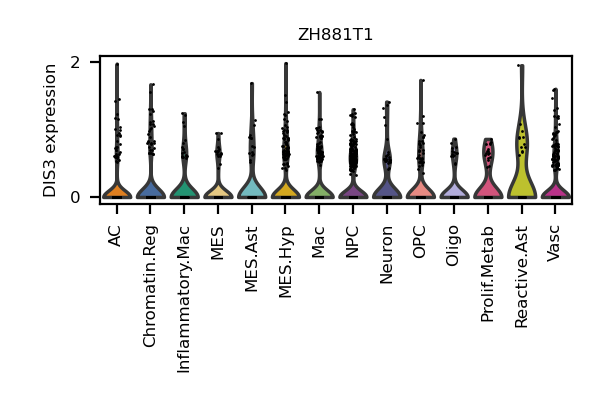 ZH881T1
DIS3 expression
2
0
AC
Chromatin.Reg
Inflammatory.Mac
MES
MES.Ast
MES.Hyp
Mac
NPC
Neuron
OPC
Oligo
Prolif.Metab
Reactive.Ast
Vasc